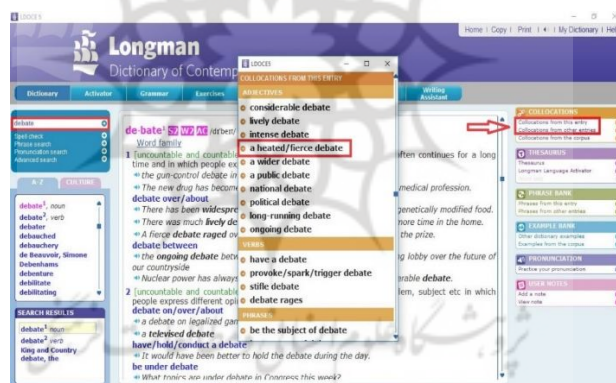 LDOCE5
Home | Copy | Print | My Dictionary | Hel
Longman
Dictionary of Contemp
Dictionary Activator Grammar Exercises Writing Assistant
debate
Spell check
Phrase search
Pronunciation search
Advanced search
A-Z CULTURE
debate¹, noun
debate², verb
debater
debauched
debauchery
de Beauvoir, Simone
Debenhams
debenture
debilitate
debilitating
SEARCH RESULTS
debate¹ noun
debate² verb
King and Country
debate, the
de·bate¹ S2 W2 AC
Word family
1 [uncountable and countable
time and in which people ex
the gun-control debate in
The new drug has become
debate over/about
There has been widespre
There was much lively de
A fierce debate raged ov
debate between
the ongoing debate betw
our countryside
Nuclear power has always
2 [uncountable and countable
people express different opi
debate on/over/about
a debate on legalized gam
a televised debate
have/hold/conduct a debate
It would have been better to hold the debate during the day.
be under debate
What topics are under debate in Congress this week?
LDOCE5
COLLOCATIONS FROM THIS ENTRY
ADJECTIVES
considerable debate
lively debate
intense debate
a heated/fierce debate
a wider debate
a public debate
national debate
political debate
long-running debate
ongoing debate
VERBS
have a debate
provoke/spark/trigger debate
stifle debate
debate rages
PHRASES
be the subject of debate
often continues for a long
medical profession.
genetically modified food.
more time in the home.
the prize.
ing lobby over the future of
rable debate.
lem, subject etc in which
COLLOCATIONS
Collocations from this entry
Collocations from other entries
Collocations from the corpus
THESAURUS
Thesaurus
Longman Language Activator
PHRASE BANK
Phrases from this entry
Phrases from other entries
EXAMPLE BANK
Other dictionary examples
Examples from the corpus
PRONUNCIATION
Practise your pronunciation
USER NOTES
Add a note
View note